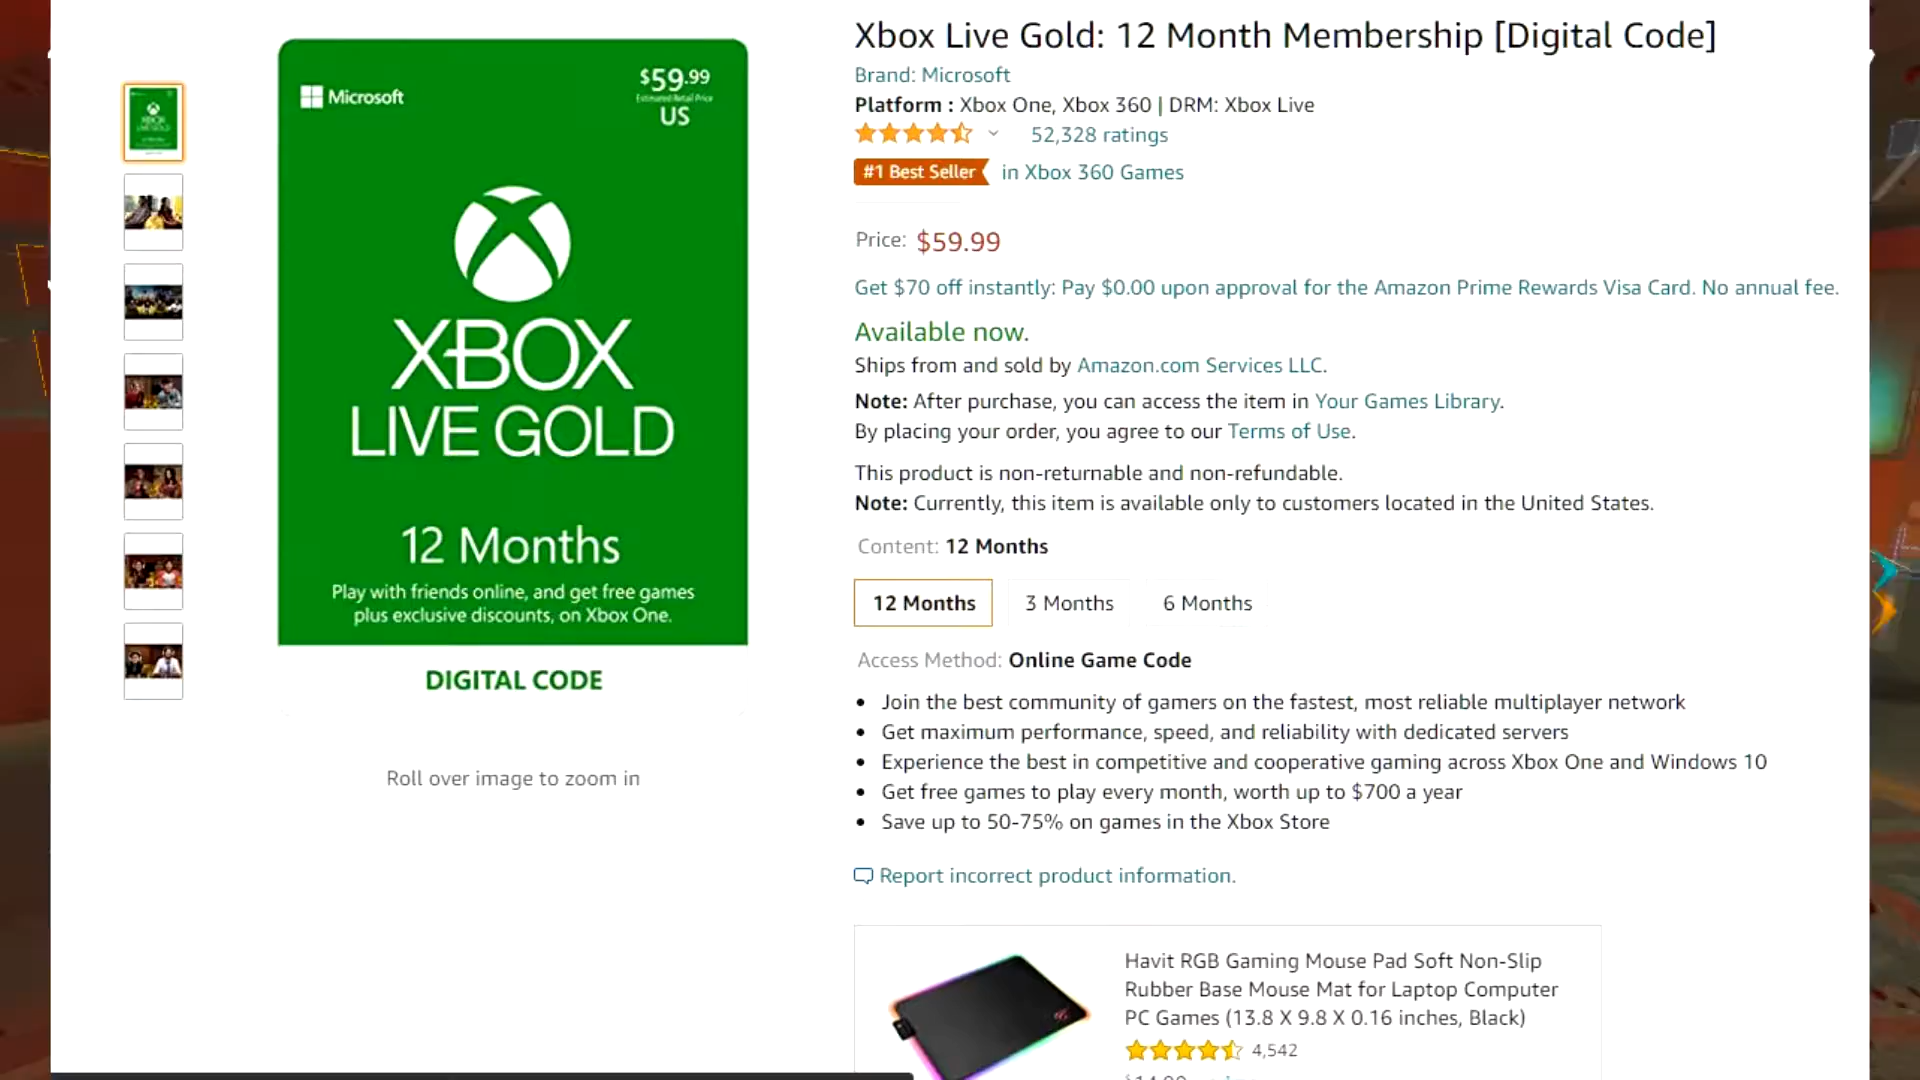 Microsoft
$59.99
Estimated Retail Price
US
XBOX
LIVE GOLD
12 Months
Play with friends online, and get free games
plus exclusive discounts, on Xbox One.
DIGITAL CODE
Roll over image to zoom in
Xbox Live Gold: 12 Month Membership [Digital Code]
Brand: Microsoft
Platform : Xbox One, Xbox 360 | DRM: Xbox Live
52,328 ratings
#1 Best Seller in Xbox 360 Games
Price: $59.99
Get $70 off instantly: Pay $0.00 upon approval for the Amazon Prime Rewards Visa Card. No annual fee.
Available now.
Ships from and sold by Amazon.com Services LLC.
Note: After purchase, you can access the item in Your Games Library.
By placing your order, you agree to our Terms of Use.
This product is non-returnable and non-refundable.
Note: Currently, this item is available only to customers located in the United States.
Content: 12 Months
12 Months 3 Months 6 Months
Access Method: Online Game Code
• Join the best community of gamers on the fastest, most reliable multiplayer network
• Get maximum performance, speed, and reliability with dedicated servers
• Experience the best in competitive and cooperative gaming across Xbox One and Windows 10
• Get free games to play every month, worth up to $700 a year
• Save up to 50-75% on games in the Xbox Store
Report incorrect product information.
Havit RGB Gaming Mouse Pad Soft Non-Slip
Rubber Base Mouse Mat for Laptop Computer
PC Games (13.8 X 9.8 X 0.16 inches, Black)
4,542